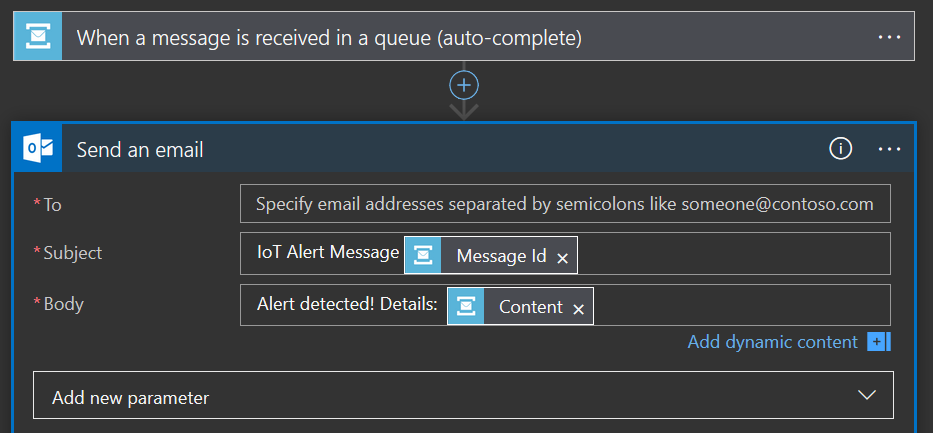 When a message is received in a queue (auto-complete)
Send an email
* To Specify email addresses separated by semicolons like someone@contoso.com
* Subject IoT Alert Message Message Id ×
* Body Alert detected! Details: Content ×
Add dynamic content
Add new parameter